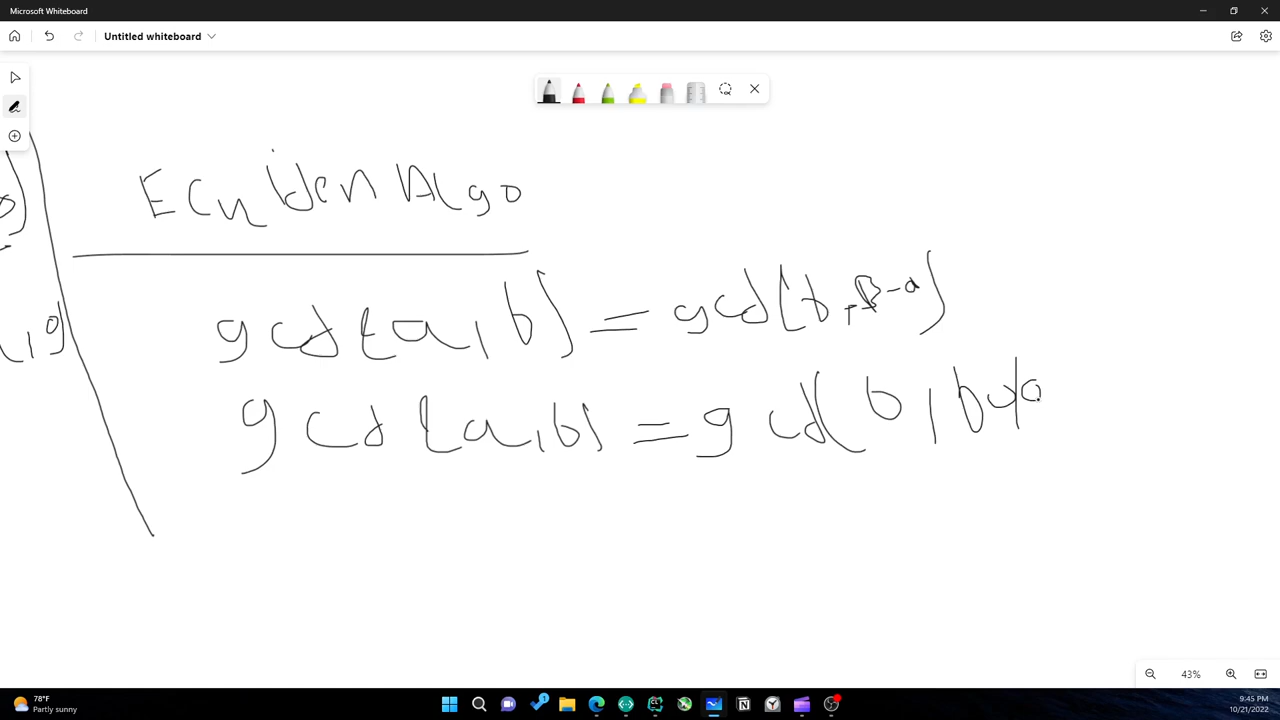 Microsoft Whiteboard
Untitled whiteboard
Algo
gcd(a,b) = gcd(b, B-a)
gcd(a,b) = gcd(b, b%
43%
1
78°F
Partly sunny
9:45 PM
10/21/2022